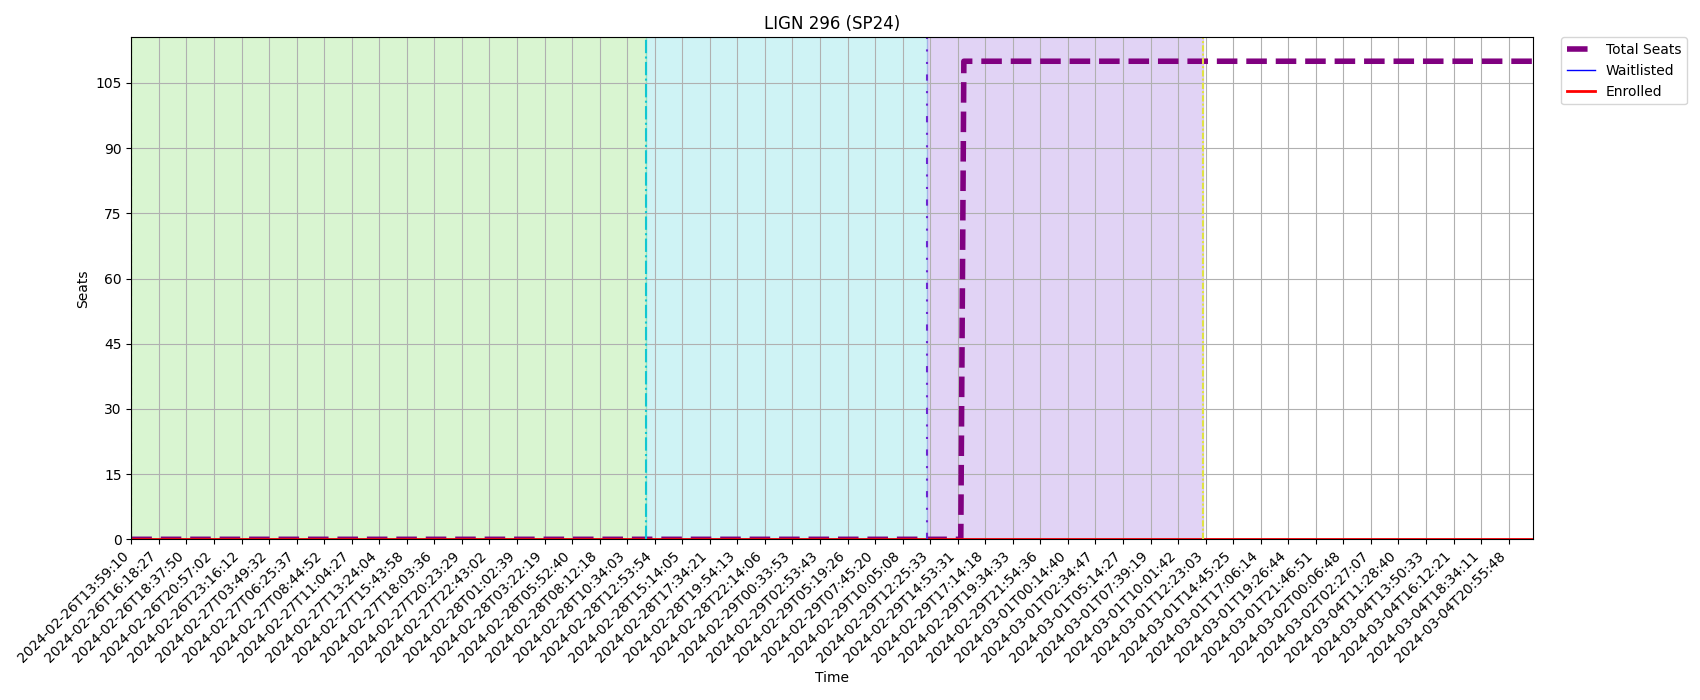 LIGN 296 (SP24)
Total Seats
Waitlisted
Enrolled
Seats
105
90
75
60
45
30
15
0
2024-02-26T13:59:10
2024-02-26T16:18:27
2024-02-26T18:37:50
2024-02-26T20:57:02
2024-02-26T23:16:12
2024-02-27T03:49:32
2024-02-27T06:25:37
2024-02-27T08:44:52
2024-02-27T11:04:27
2024-02-27T13:24:04
2024-02-27T15:43:58
2024-02-27T18:03:36
2024-02-27T20:23:29
2024-02-27T22:43:02
2024-02-28T01:02:39
2024-02-28T03:22:19
2024-02-28T05:52:40
2024-02-28T08:12:18
2024-02-28T10:34:03
2024-02-28T12:53:54
2024-02-28T15:14:05
2024-02-28T17:34:21
2024-02-28T19:54:13
2024-02-28T22:14:06
2024-02-29T00:33:53
2024-02-29T02:53:43
2024-02-29T05:19:26
2024-02-29T07:45:20
2024-02-29T10:05:08
2024-02-29T12:25:33
2024-02-29T14:53:31
2024-02-29T17:14:18
2024-02-29T19:34:33
2024-02-29T21:54:36
2024-03-01T00:14:40
2024-03-01T02:34:47
2024-03-01T05:14:27
2024-03-01T07:39:19
2024-03-01T10:01:42
2024-03-01T12:23:03
2024-03-01T14:45:25
2024-03-01T17:06:14
2024-03-01T19:26:44
2024-03-01T21:46:51
2024-03-02T00:06:48
2024-03-02T02:27:07
2024-03-04T11:28:40
2024-03-04T13:50:33
2024-03-04T16:12:21
2024-03-04T18:34:11
2024-03-04T20:55:48
Time